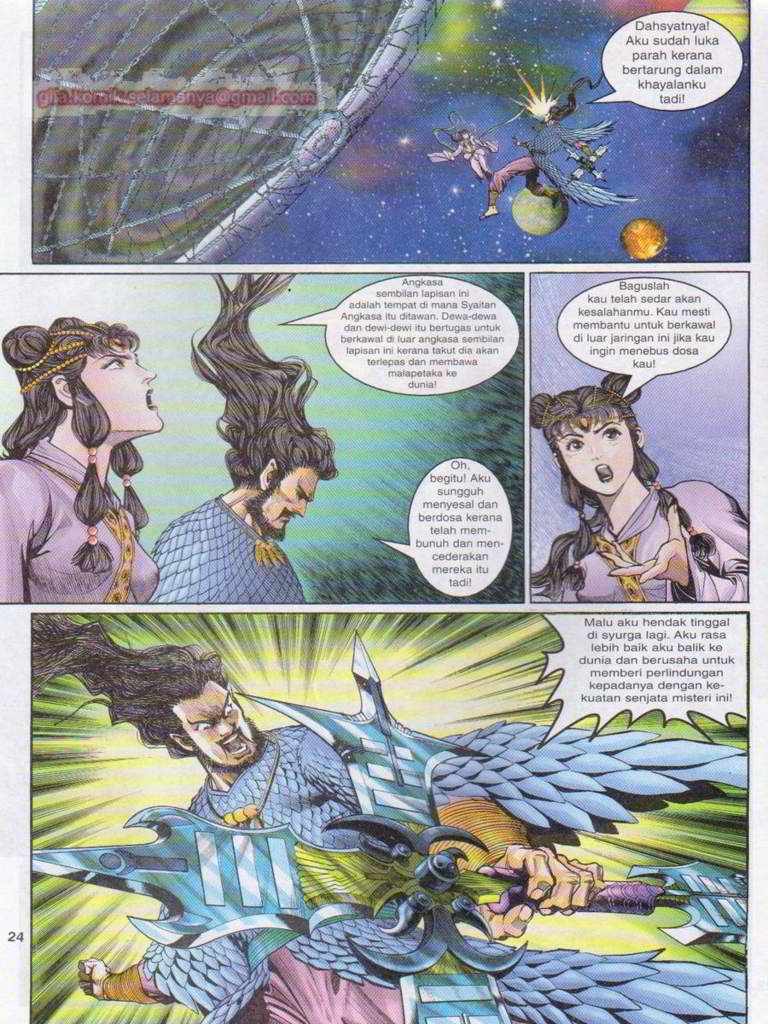 Dahsyatnya!
Aku sudah luka
parah kerana
bertarung dalam
khayalanku
tadi!
gila.komik.selamanya@gmail.com
Angkasa
sembilan lapisan ini
adalah tempat di mana Syaitan
Angkasa itu ditawan. Dewa-dewa
dan dewi-dewi itu bertugas untuk
berkawal di luar angkasa sembilan
lapisan ini kerana takut dia akan
terlepas dan membawa
malapetaka ke
dunia!
Oh,
begitu! Aku
sungguh
menyesal dan
berdosa kerana
telah mem-
bunuh dan men-
cederakan
mereka itu
tadi!
Baguslah
kau telah sedar akan
kesalahanmu. Kau mesti
membantu untuk berkawal
di luar jaringan ini jika kau
ingin menebus dosa
kau!
Malu aku hendak tinggal
di syurga lagi. Aku rasa
lebih baik aku balik ke
dunia dan berusaha untuk
memberi perlindungan
kepadanya dengan ke-
kuatan senjata misteri ini!
24